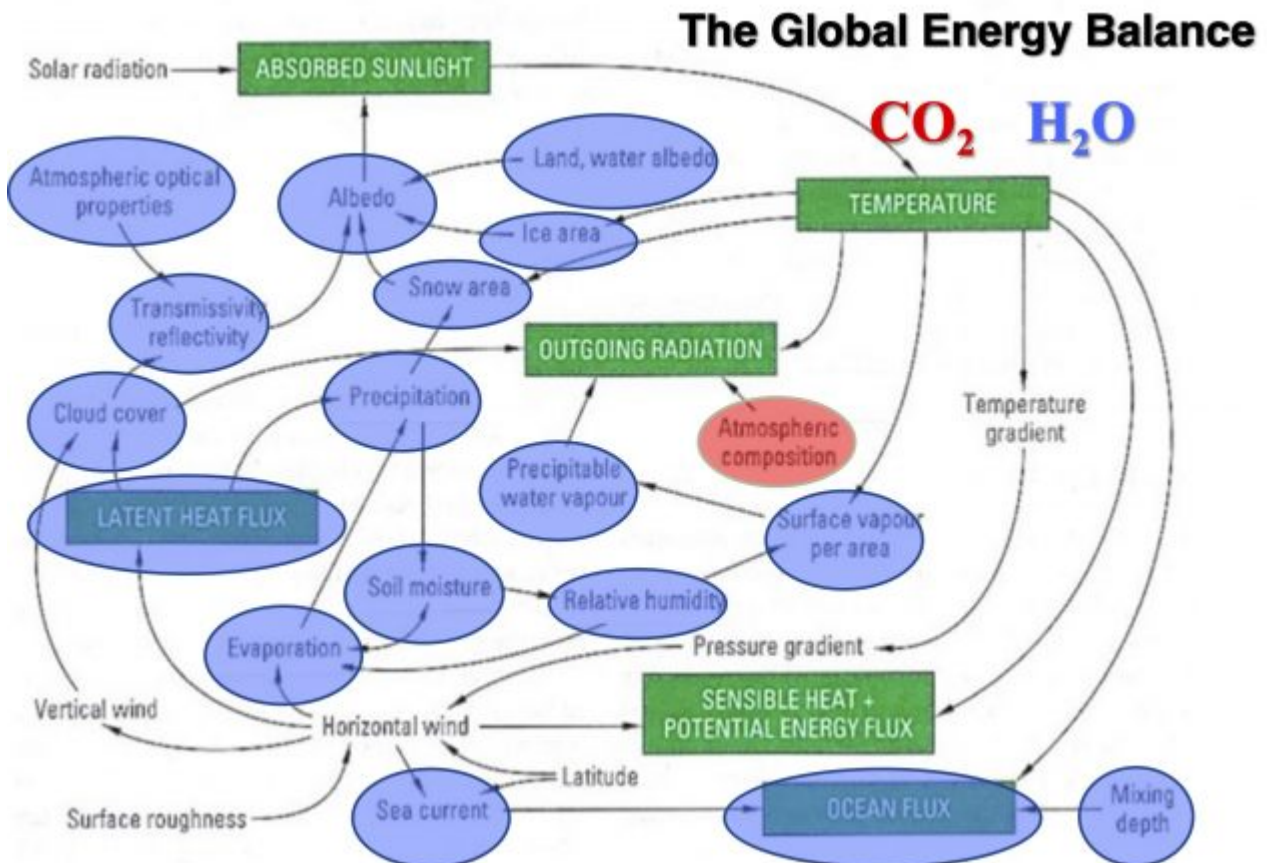 The Global Energy Balance
Solar radiation
ABSORBED SUNLIGHT
CO₂ H₂O
Atmospheric optical
properties
Albedo
Land, water albedo
TEMPERATURE
Ice area
Snow area
Transmissivity
reflectivity
OUTGOING RADIATION
Cloud cover
Precipitation
Temperature
gradient
Atmospheric
composition
Precipitable
water vapour
LATENT HEAT FLUX
Surface vapour
per area
Soil moisture
Relative humidity
Evaporation
Pressure gradient
Vertical wind
Horizontal wind
SENSIBLE HEAT +
POTENTIAL ENERGY FLUX
Latitude
Surface roughness
Sea current
OCEAN FLUX
Mixing
depth